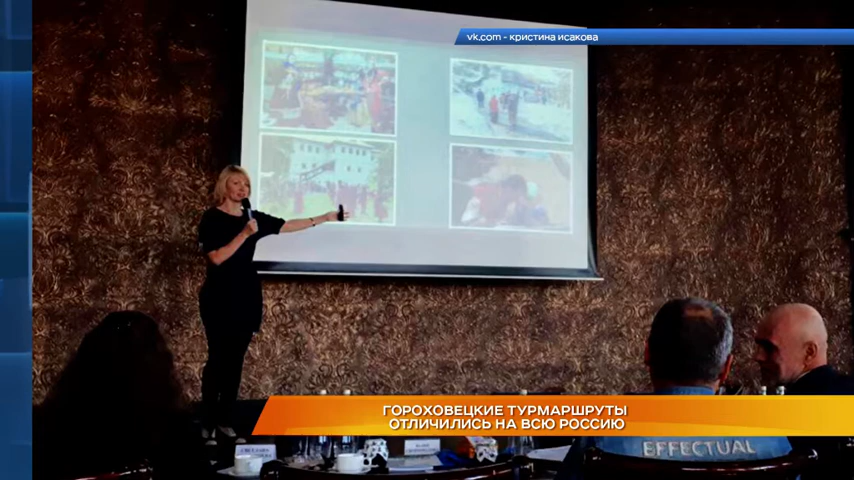 vk.com - кристина исакова
ГОРОХОВЕЦКИЕ ТУРМАРШРУТЫ
ОТЛИЧИЛИСЬ НА ВСЮ РОССИЮ
EFFECTUAL